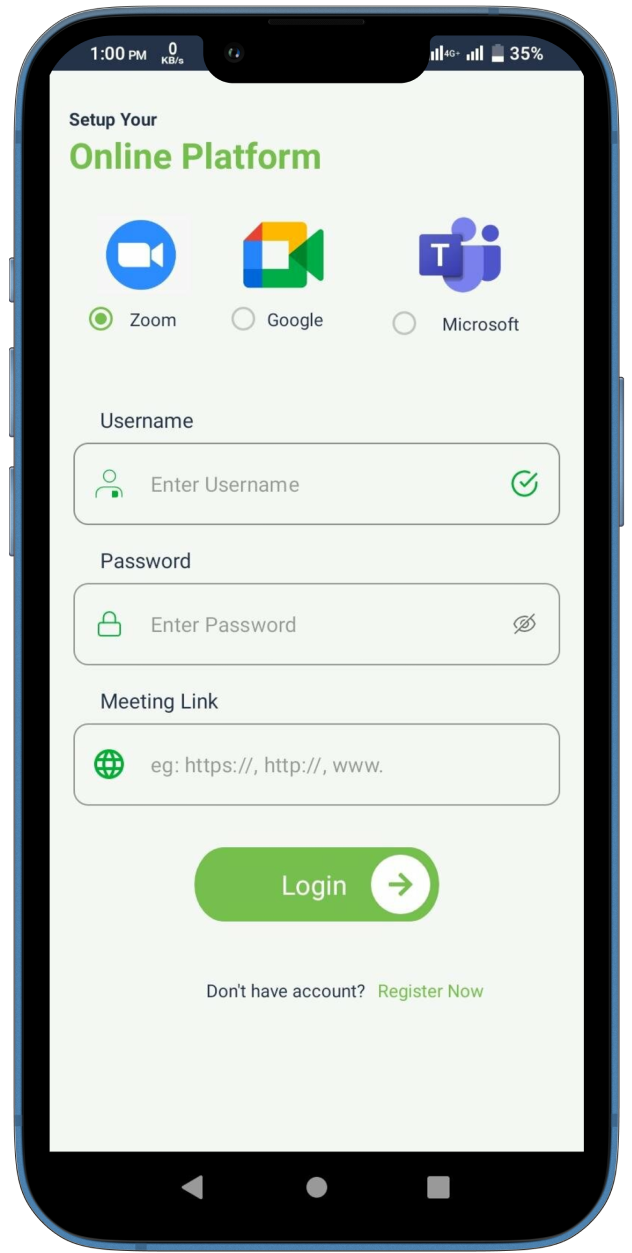 1:00 PM 0 KB/s 4G+ 35%
Setup Your
Online Platform
T
Zoom Google Microsoft
Username
Enter Username
Password
Enter Password
Meeting Link
eg: https://, http://, www.
Login
Don't have account? Register Now